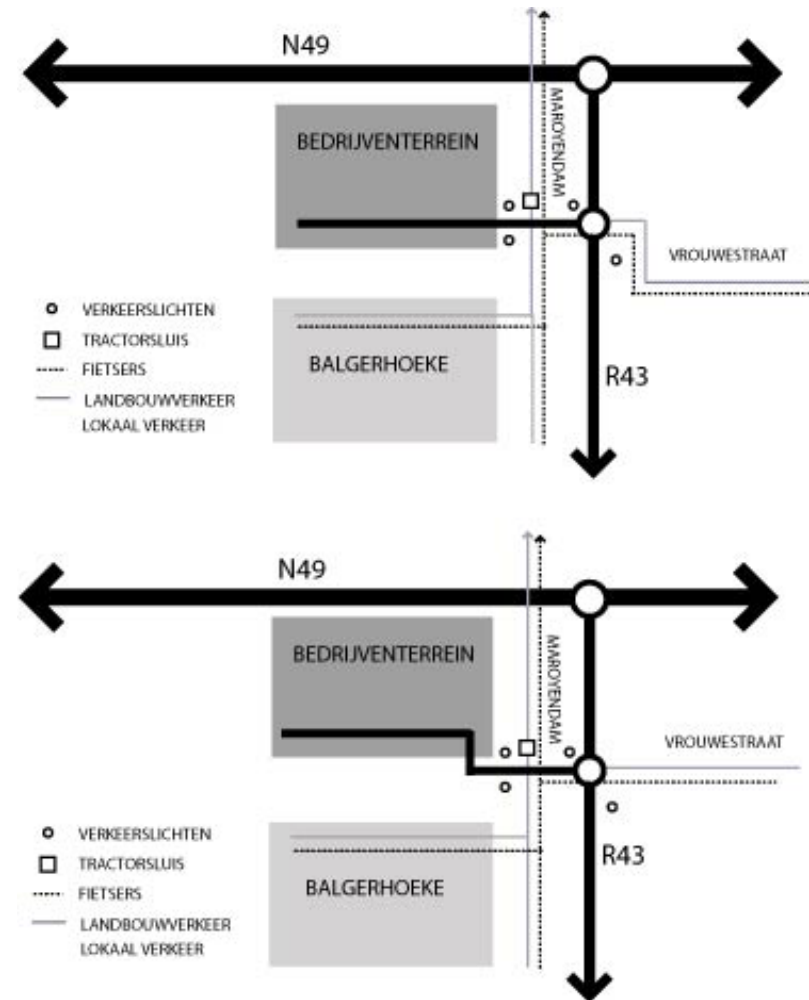 N49
MAROYENDAM
BEDRIJVENTERREIN
VROUWESTRAAT
VERKEERSLICHTEN
TRACTORSLUIS
FIETSERS
LANDBOUWVERKEER
LOKAAL VERKEER
BALGERHOEKE
R43
N49
MAROYENDAM
BEDRIJVENTERREIN
VROUWESTRAAT
VERKEERSLICHTEN
TRACTORSLUIS
FIETSERS
LANDBOUWVERKEER
LOKAAL VERKEER
BALGERHOEKE
R43